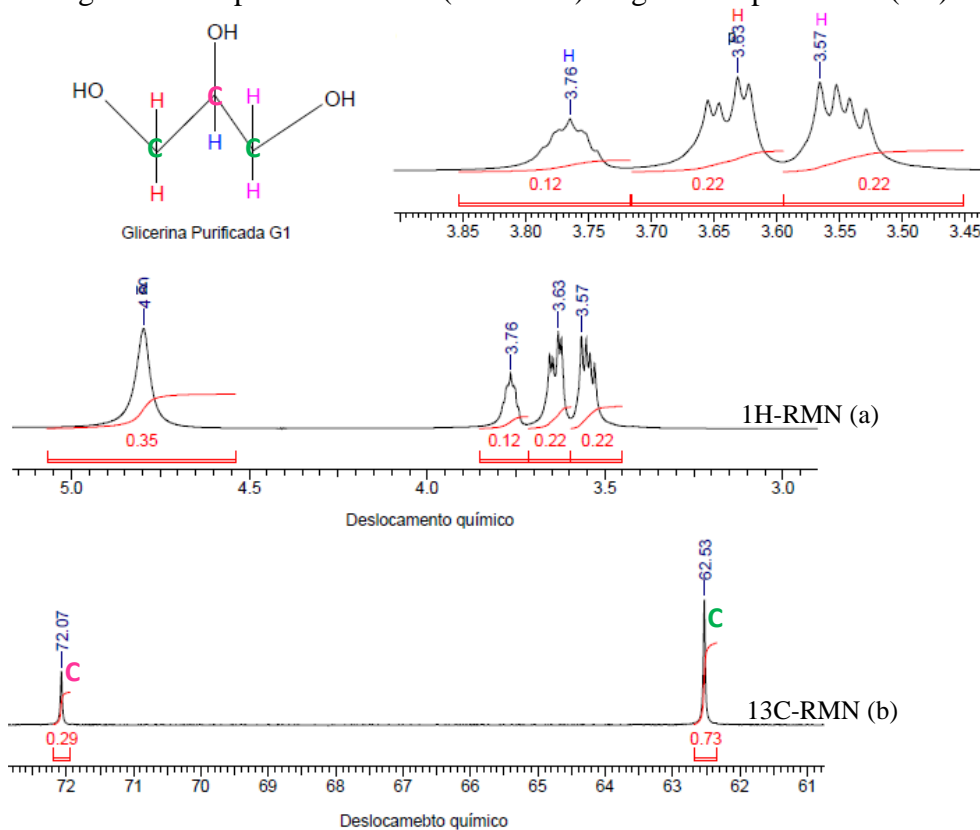 OH
H
3.76
H
3.63
H
3.57
HO
H
C
H
OH
C
H
C
H
H
0.12
0.22
0.22
3.85
3.80
3.75
3.70
3.65
3.60
3.55
3.50
3.45
Glicerina Purificada G1
3.76
3.63
3.57
1H-RMN (a)
0.35
0.12
0.22
0.22
5.0
4.5
4.0
3.5
3.0
Deslocamento químico
72.07
C
62.53
C
13C-RMN (b)
0.29
0.73
72
71
70
69
68
67
66
65
64
63
62
61
Deslocamebto químico